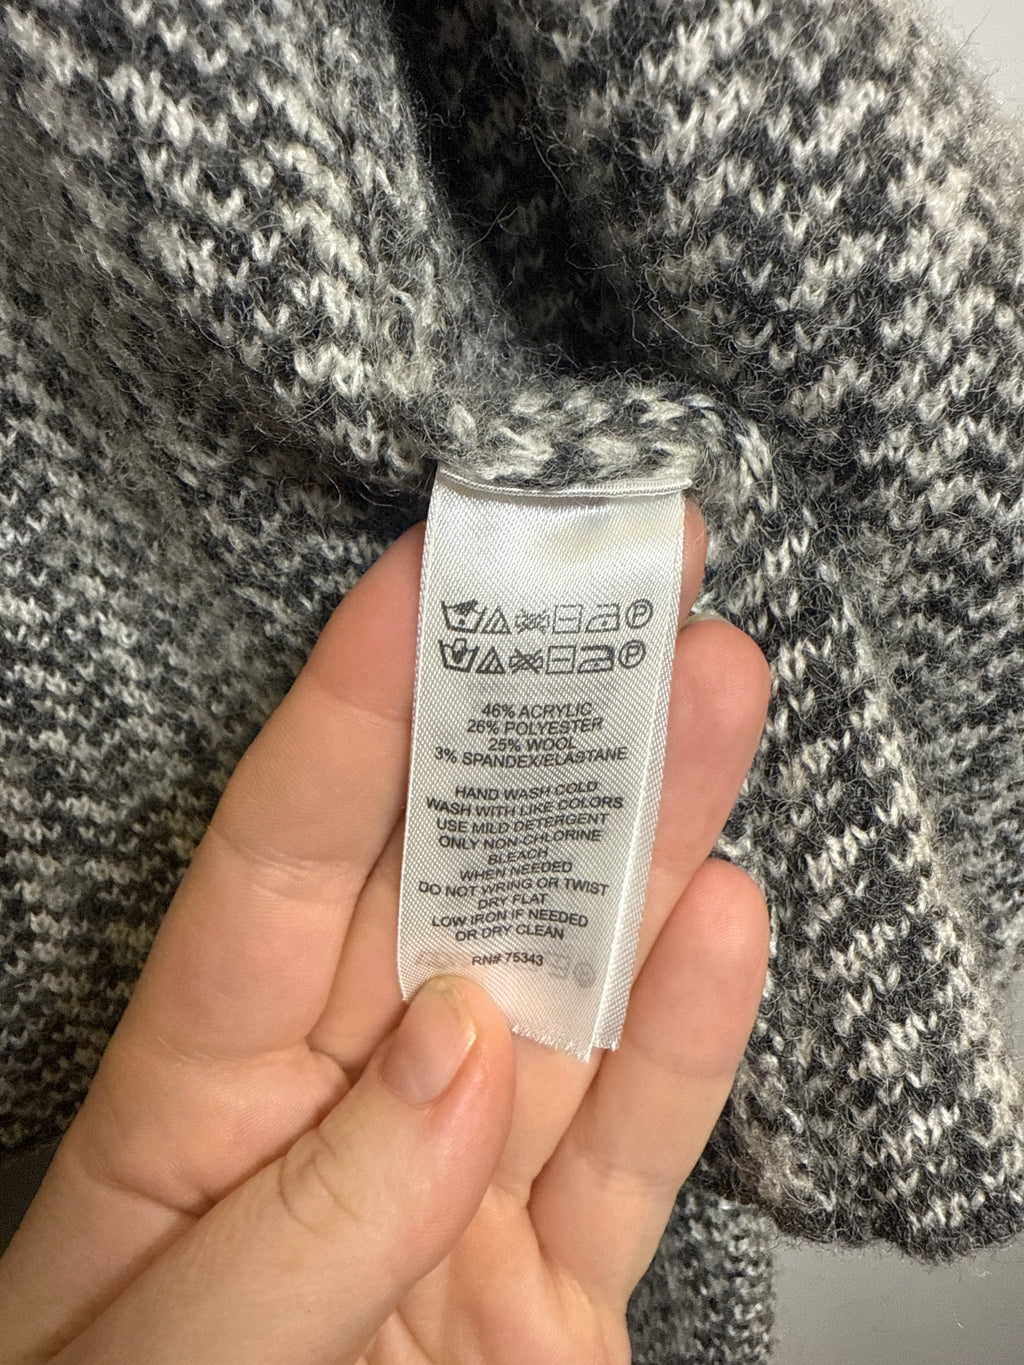 46% ACRYLIC
26% POLYESTER
25% WOOL
3% SPANDEX/ELASTANE
HAND WASH COLD
WASH WITH LIKE COLORS
USE MILD DETERGENT
ONLY NON-CHLORINE
BLEACH
WHEN NEEDED
DO NOT WRING OR TWIST
DRY FLAT
LOW IRON IF NEEDED
OR DRY CLEAN
RN# 75343